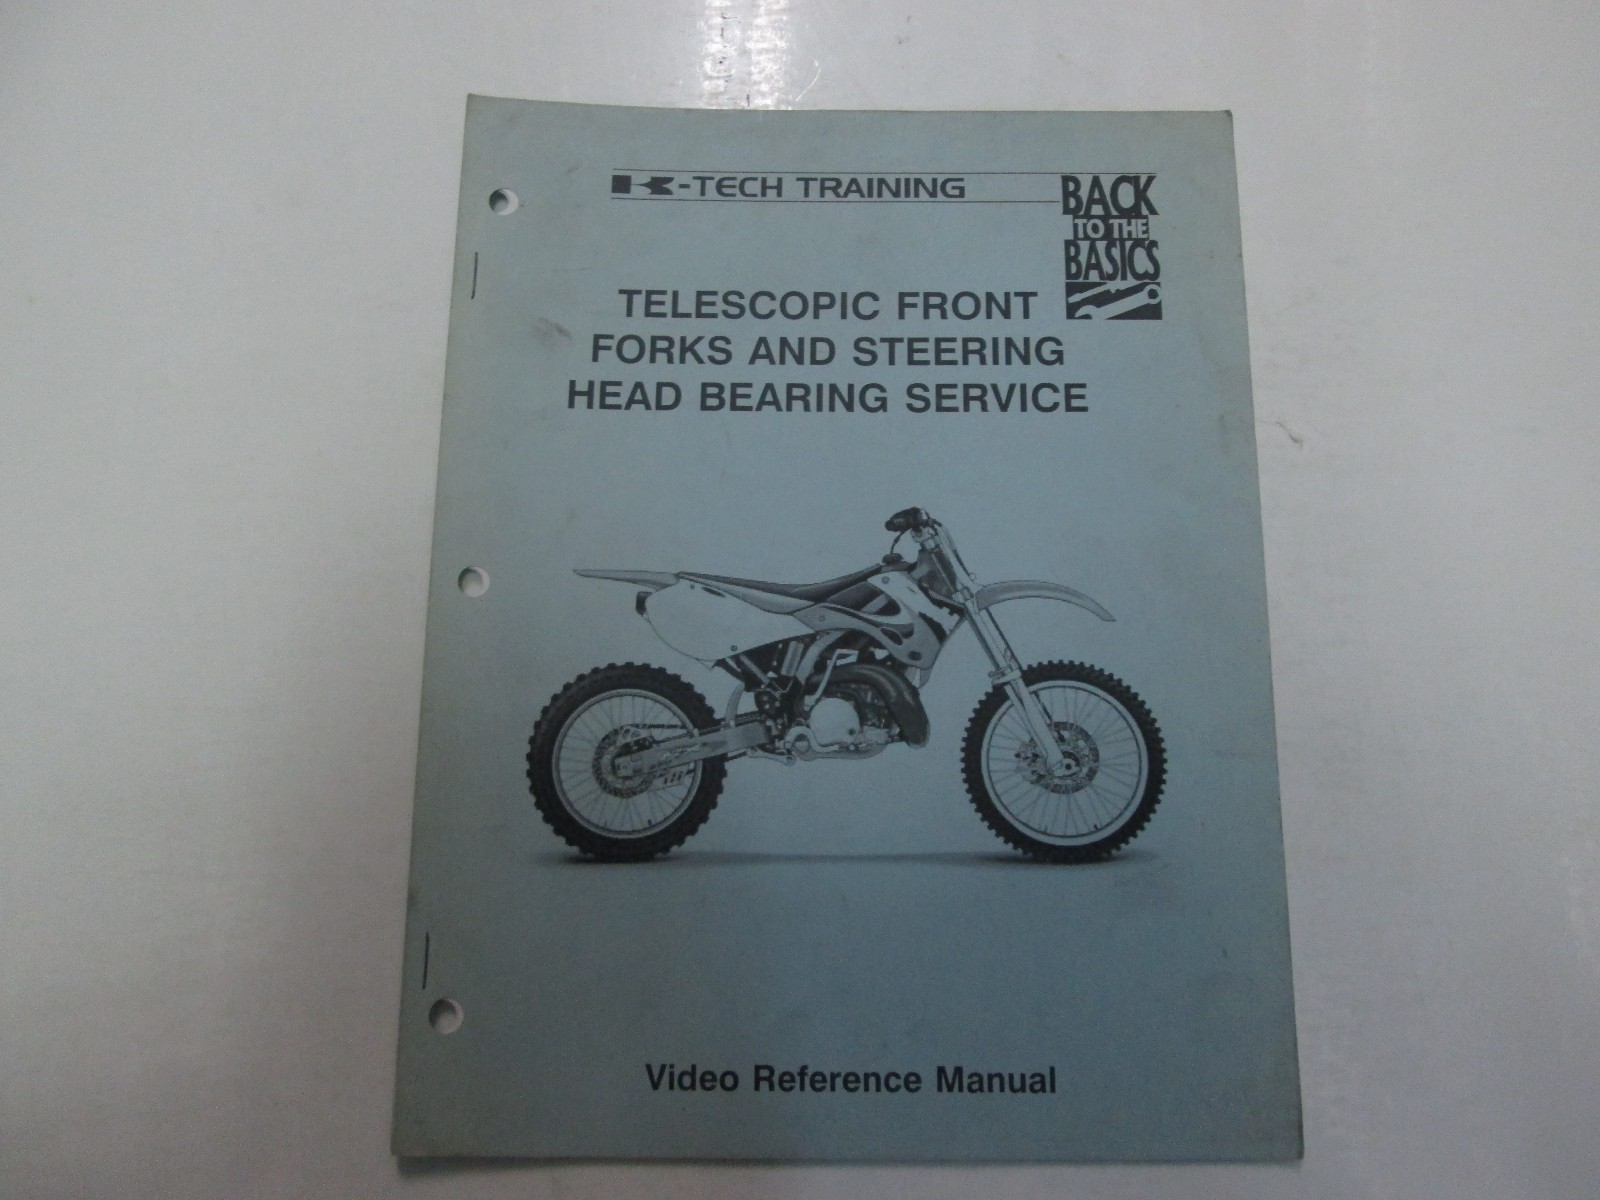 K-TECH TRAINING
BACK
TO THE
BASICS
TELESCOPIC FRONT
FORKS AND STEERING
HEAD BEARING SERVICE
Video Reference Manual